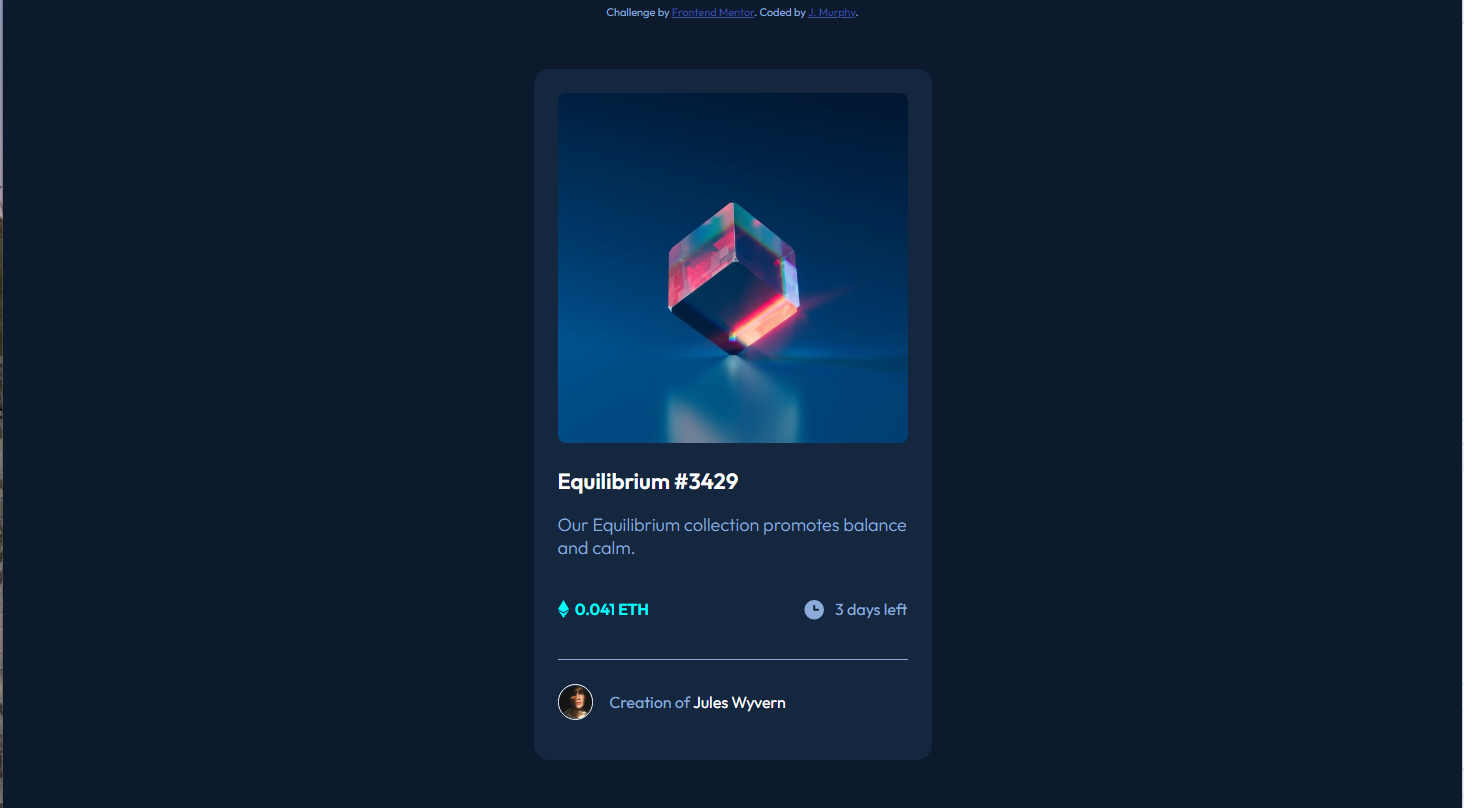 Challenge by Frontend Mentor. Coded by J. Murphy.
Equilibrium #3429
Our Equilibrium collection promotes balance
and calm.
0.041 ETH
3 days left
Creation of Jules Wyvern